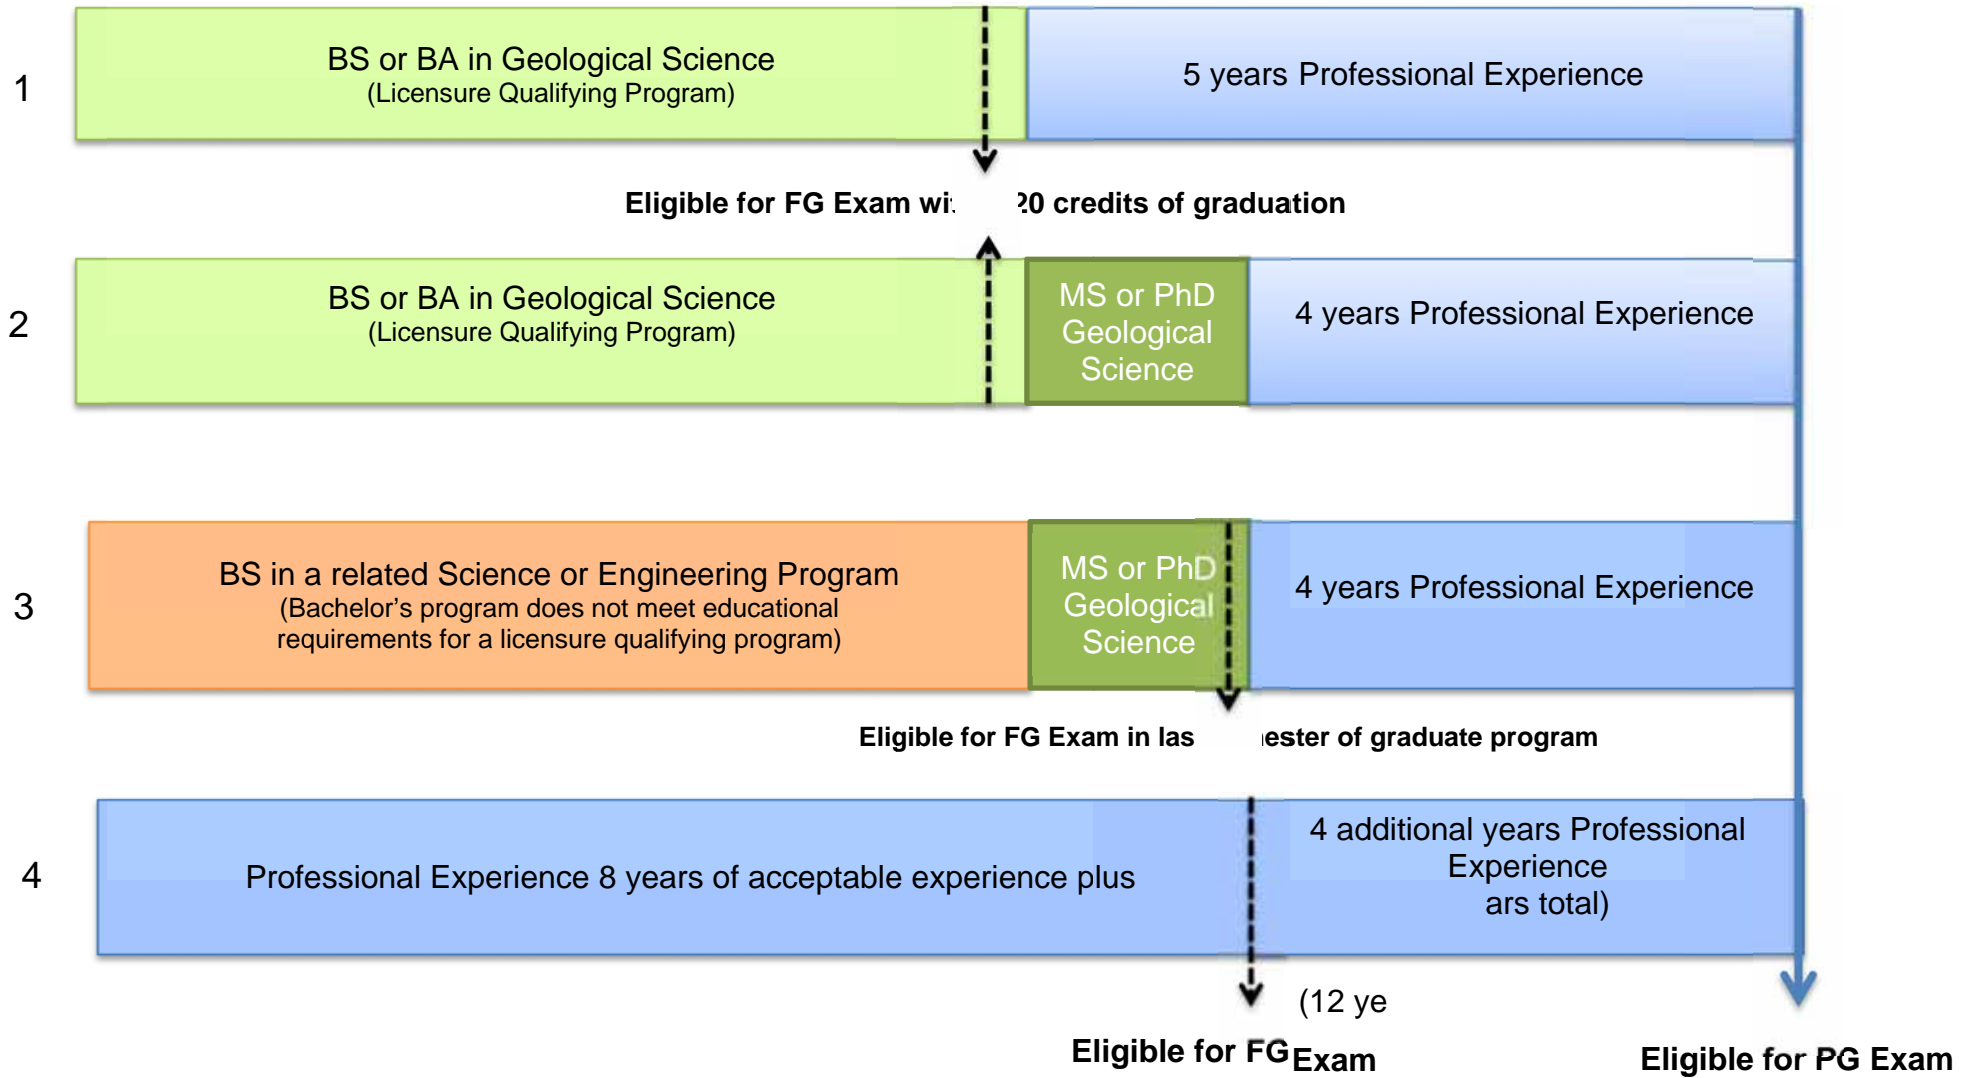 1
BS or BA in Geological Science
(Licensure Qualifying Program)
5 years Professional Experience
Eligible for FG Exam wi 20 credits of graduation
2
BS or BA in Geological Science
(Licensure Qualifying Program)
MS or PhD
Geological
Science
4 years Professional Experience
3
BS in a related Science or Engineering Program
(Bachelor’s program does not meet educational
requirements for a licensure qualifying program)
MS or PhD
Geological
Science
4 years Professional Experience
Eligible for FG Exam in las ester of graduate program
4
Professional Experience 8 years of acceptable experience plus
4 additional years Professional
Experience
ars total)
(12 ye
Eligible for FG Exam
Eligible for PG Exam